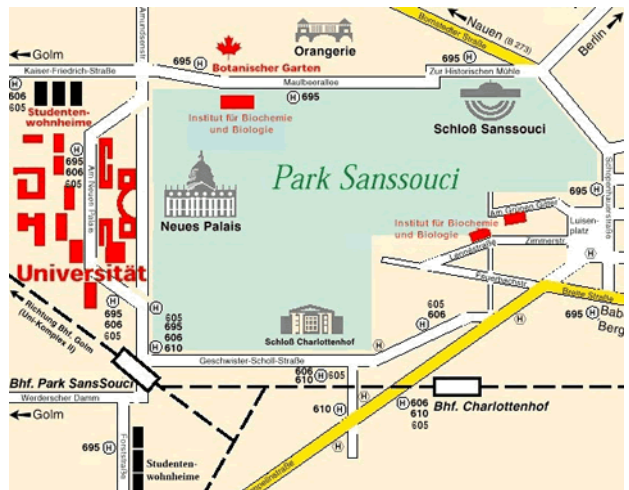 Nauen (B 273)
Berlin
Bornstedter Straße
Amundsenstr
Golm
695 H
Orangerie
Botanischer Garten
Kaiser-Friedrich-Straße
Maulbeerallee
Zur Historischen Mühle
H
606
605
H 695
Studenten-
wohnheime
Institut für Biochemie
und Biologie
Schloß Sanssouci
H
695
606
605
Am Neuen Palais
Park Sanssouci
Schopenhauerstraße
695 H
Am Grünen Gitter
Institut für Biochemie
und Biologie
Luisen-
platz
Neues Palais
Lennéstraße
Zimmerstr.
H
Universität
Feuerbachstr.
Breite Straße
H
695
606
605
H
605
695
606
610
Richtung Bhf. Golm
(Uni-Komplex II)
Schloß Charlottenhof
605
606
H
H
695 H
Bab
Berg
Geschwister-Scholl-Straße
Bhf. Park SansSouci
606
610
H 605
H
Werderscher Damm
Golm
610 H
H 606
610
605
Bhf. Charlottenhof
695 H
Forststraße
H
Studenten-
wohnheime
pelinstraße